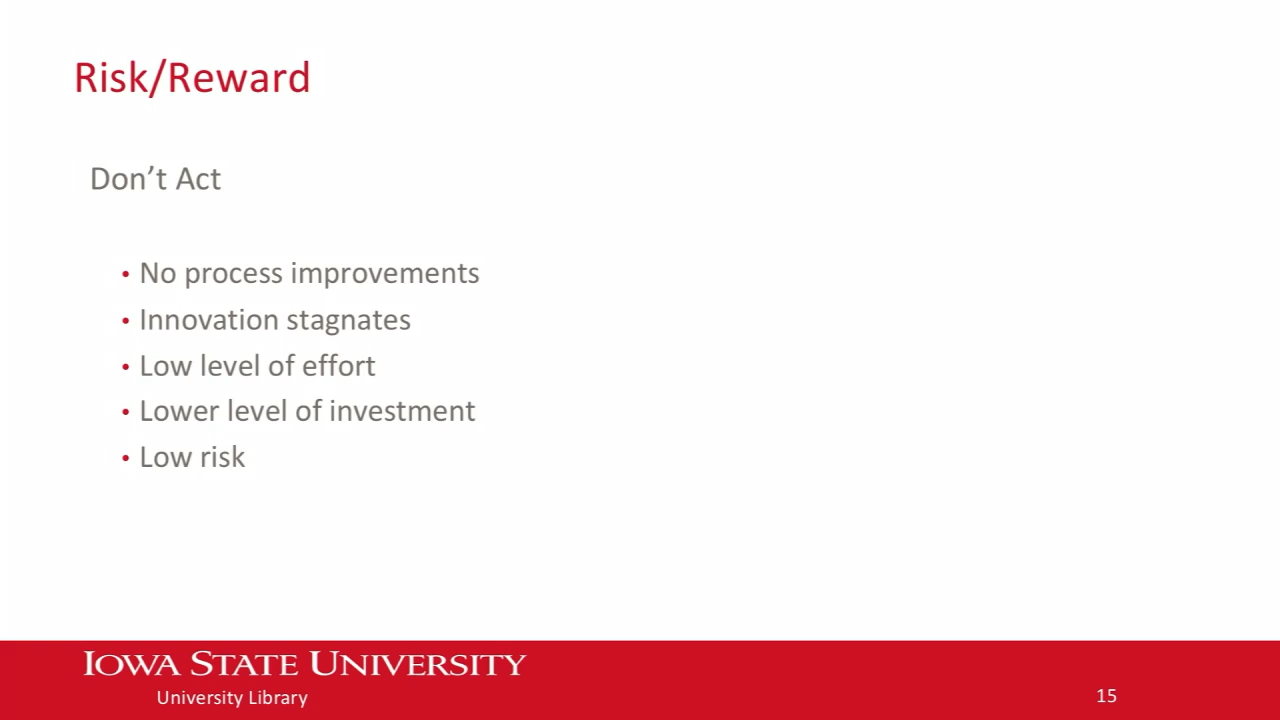 Risk/Reward
Don’t Act
• No process improvements
• Innovation stagnates
• Low level of effort
• Lower level of investment
• Low risk
IOWA STATE UNIVERSITY
University Library
15